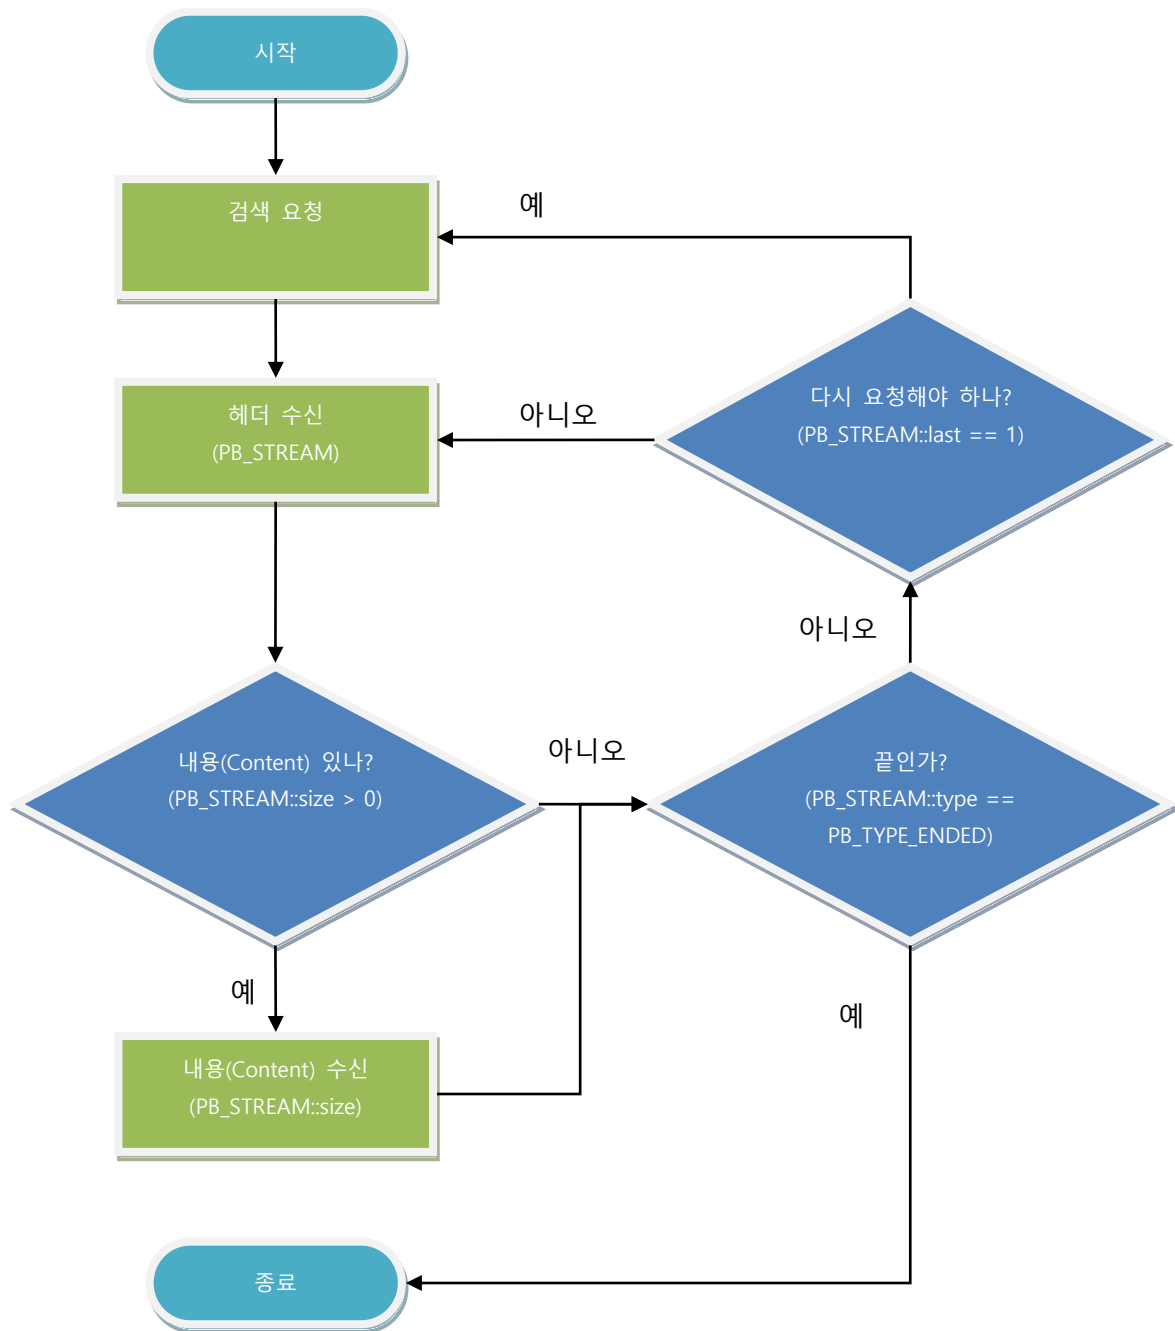 시작
검색 요청
예
헤더 수신
(PB_STREAM)
아니오
다시 요청해야 하나?
(PB_STREAM::last == 1)
아니오
내용(Content) 있나?
(PB_STREAM::size > 0)
아니오
끝인가?
(PB_STREAM::type ==
PB_TYPE_ENDED)
예
내용(Content) 수신
(PB_STREAM::size)
예
종료